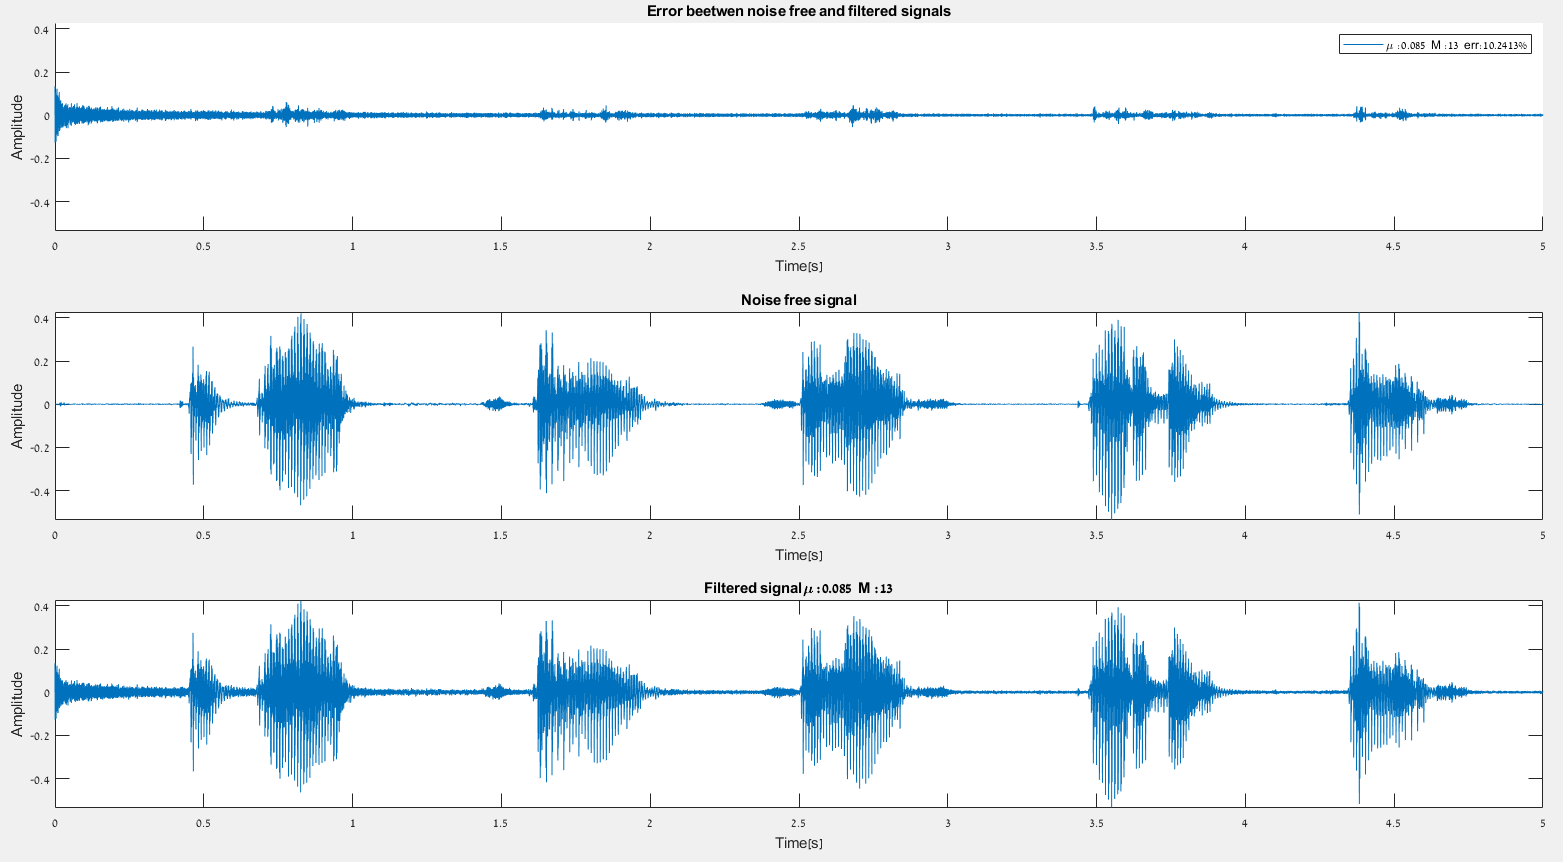 Error beetwen noise free and filtered signals
μ :0.085 M :13 err:10.2413%
Amplitude
0.4
0.2
0
-0.2
-0.4
0 0.5 1 1.5 2 2.5 3 3.5 4 4.5 5
Time[s]
Noise free signal
Amplitude
0.4
0.2
0
-0.2
-0.4
0 0.5 1 1.5 2 2.5 3 3.5 4 4.5 5
Time[s]
Filtered signal μ :0.085 M :13
Amplitude
0.4
0.2
0
-0.2
-0.4
0 0.5 1 1.5 2 2.5 3 3.5 4 4.5 5
Time[s]